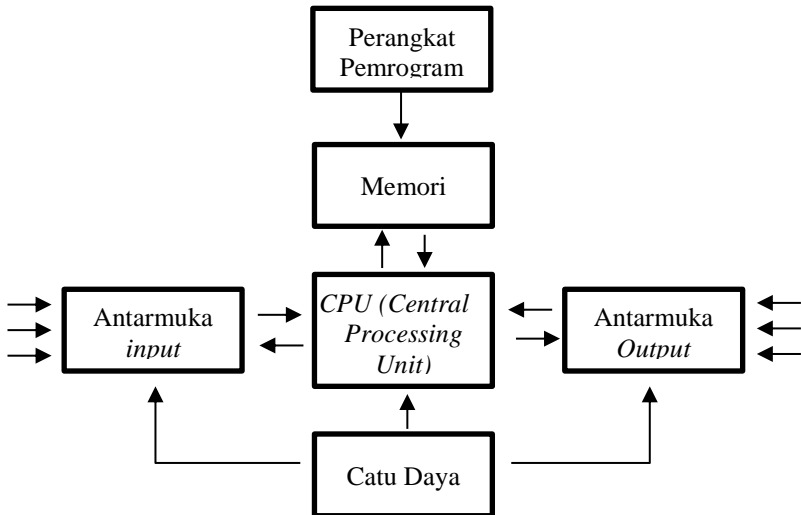 Perangkat
Pemrogram
Memori
Antarmuka
input
CPU (Central
Processing
Unit)
Antarmuka
Output
Catu Daya